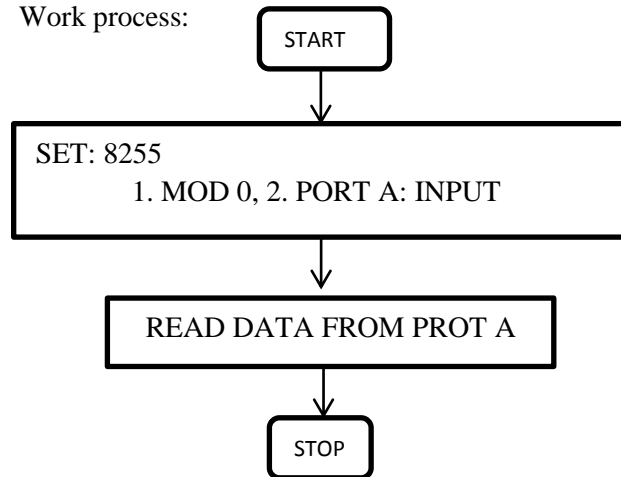 Work process:
START
SET: 8255
1. MOD 0, 2. PORT A: INPUT
READ DATA FROM PROT A
STOP